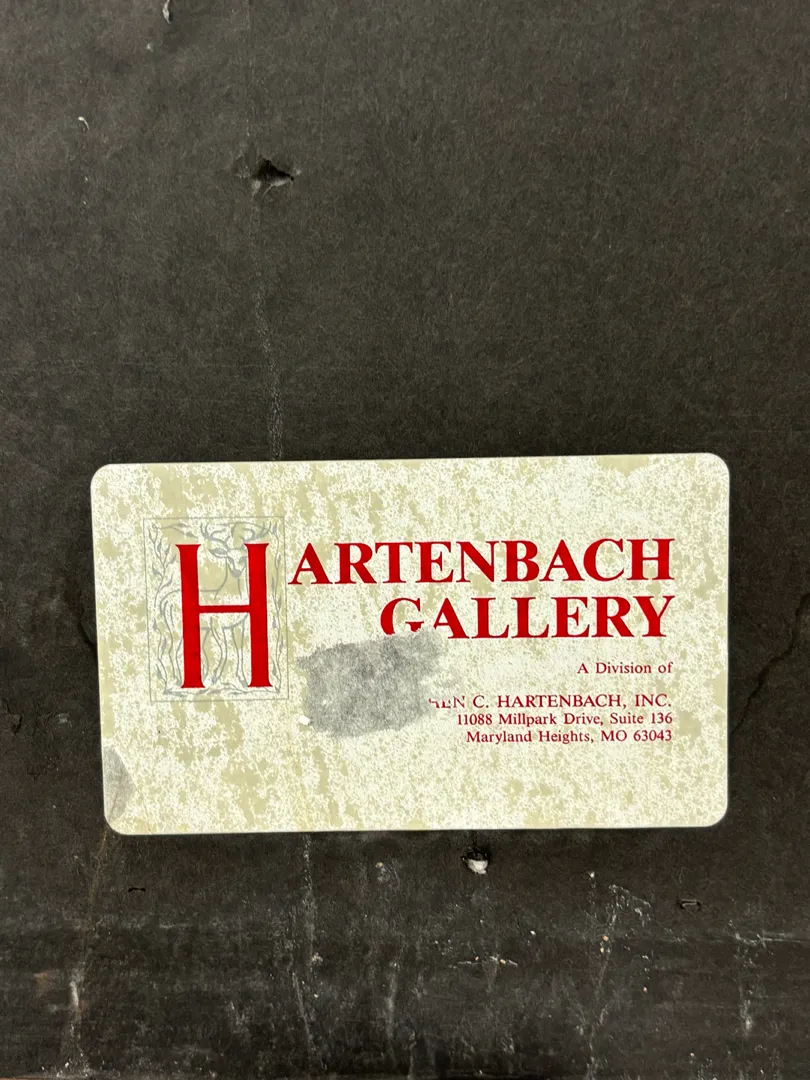 HARTENBACH
GALLERY
A Division of
C. HARTENBACH, INC.
11088 Millpark Drive, Suite 136
Maryland Heights, MO 63043